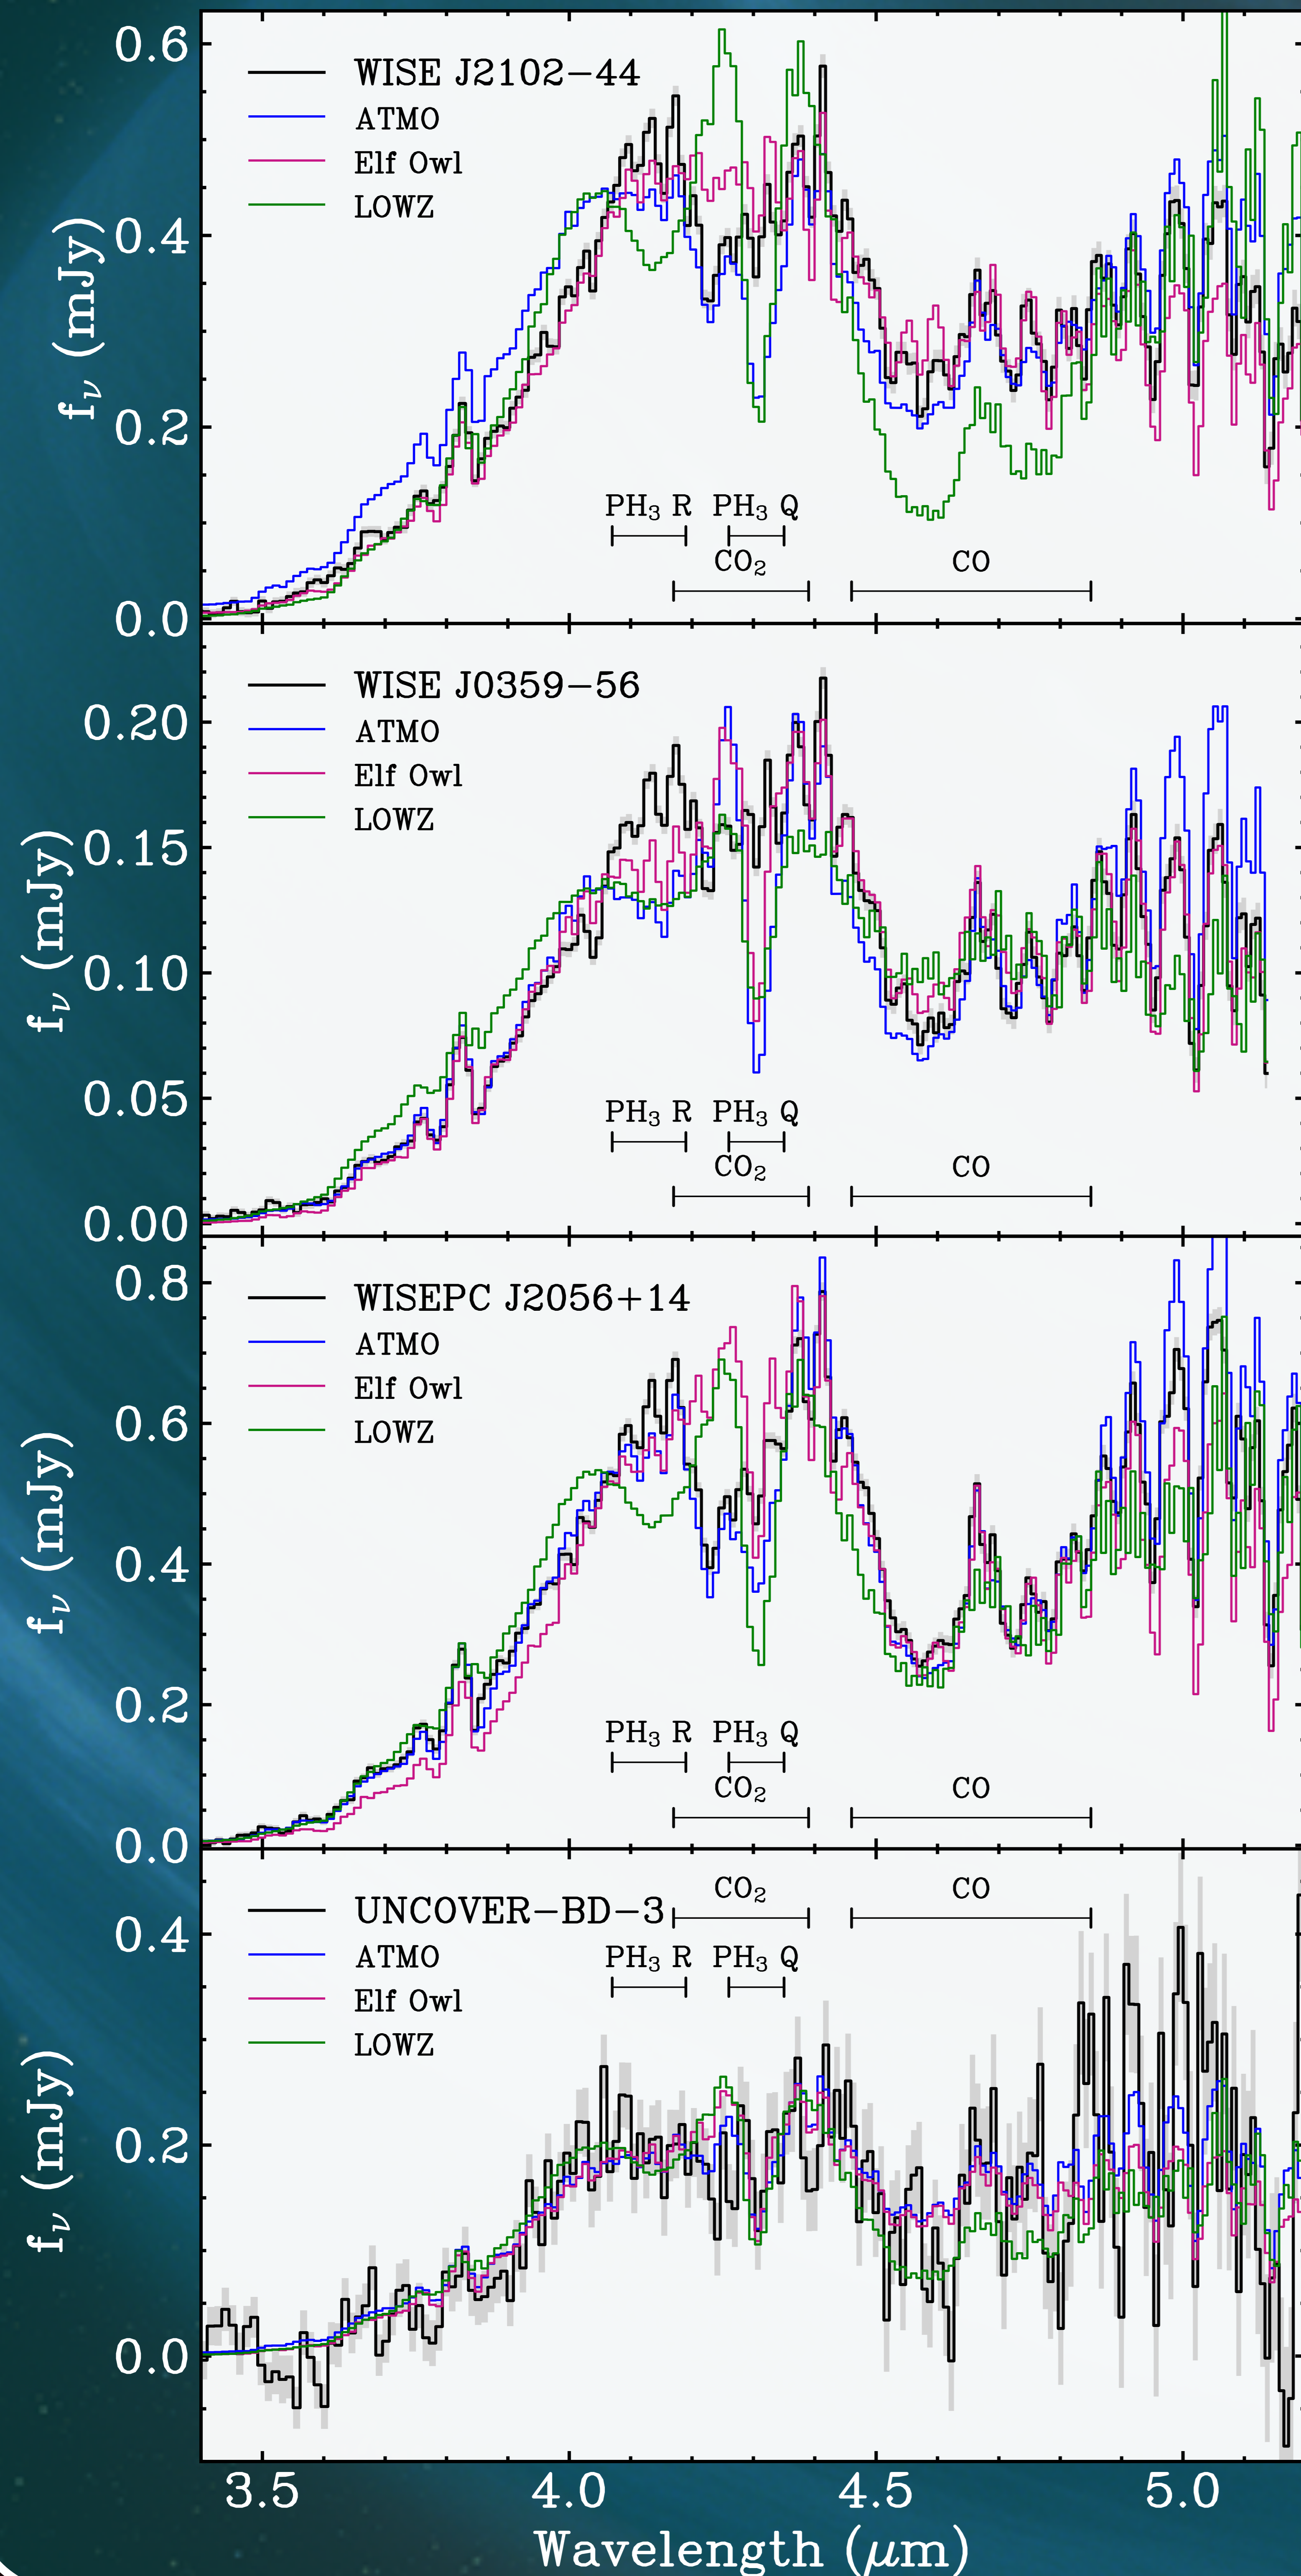 0.6
WISE J2102−44
ATMO
Elf Owl
LOWZ
0.4
0.2
0.0
fν (mJy)
PH₃ R PH₃ Q
CO₂ CO
WISE J0359−56
ATMO
Elf Owl
LOWZ
0.20
0.15
0.10
0.05
0.00
fν (mJy)
PH₃ R PH₃ Q
CO₂ CO
WISEPC J2056+14
ATMO
Elf Owl
LOWZ
0.8
0.6
0.4
0.2
0.0
fν (mJy)
PH₃ R PH₃ Q
CO₂ CO
CO₂ CO
UNCOVER−BD−3
ATMO
Elf Owl
LOWZ
PH₃ R PH₃ Q
0.4
0.2
0.0
fν (mJy)
3.5 4.0 4.5 5.0
Wavelength (μm)